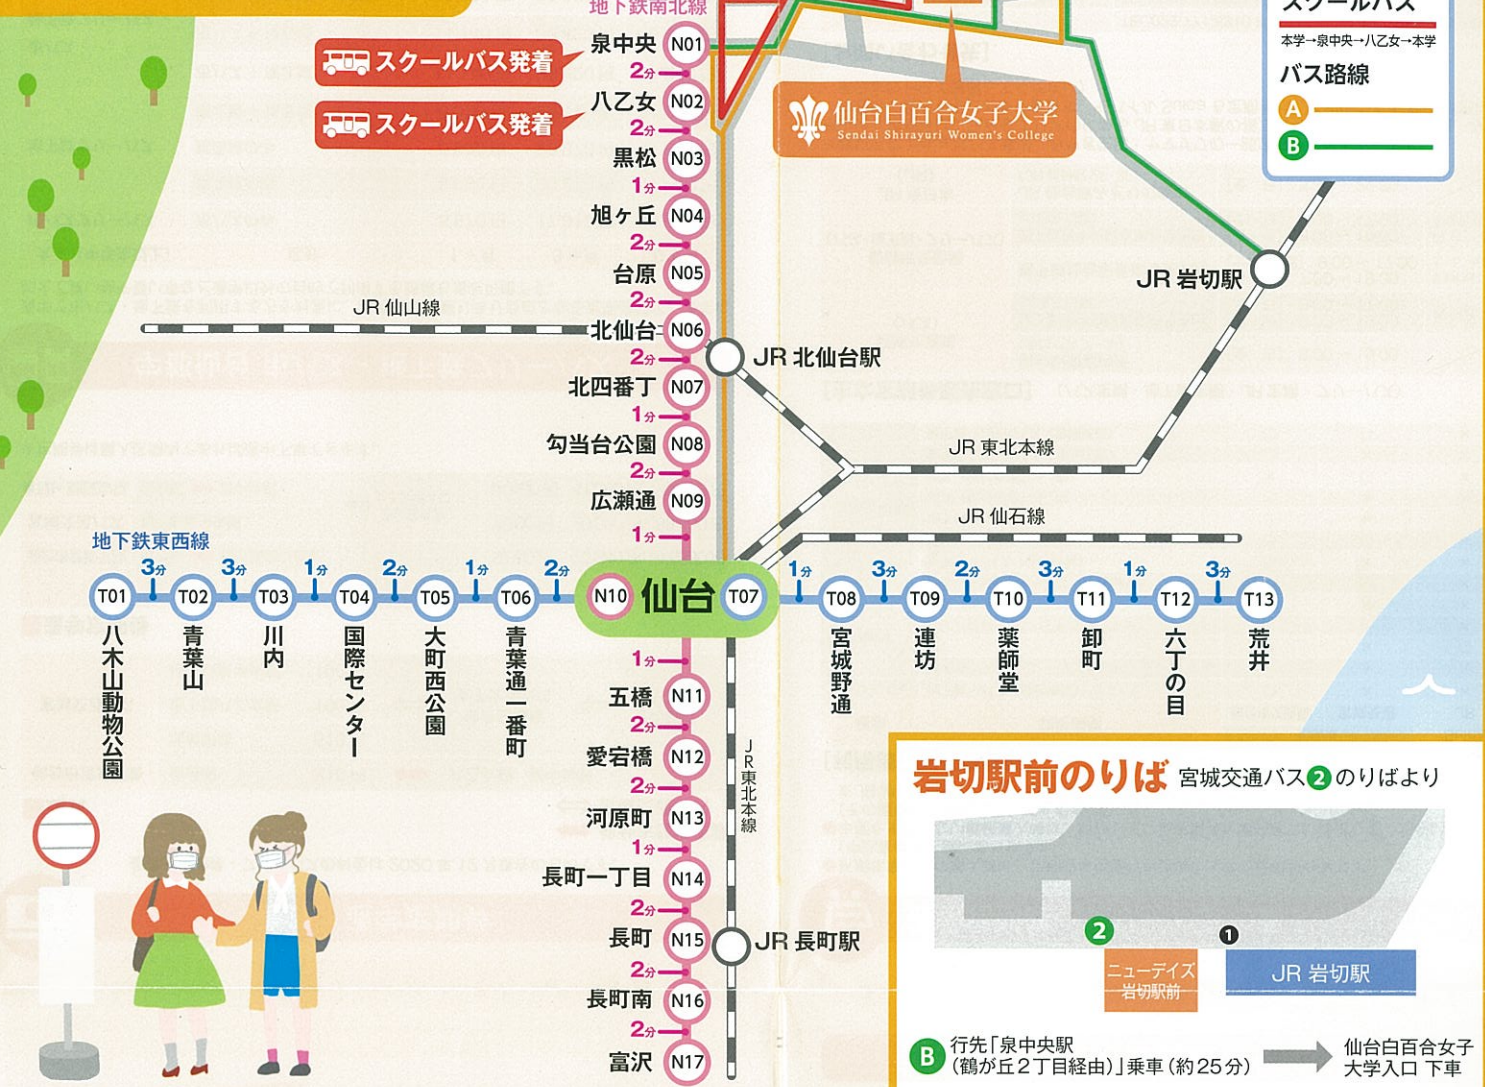 地下鉄南北線
泉中央 N01
2分
八乙女 N02
2分
黒松 N03
1分
旭ヶ丘 N04
2分
台原 N05
2分
北仙台 N06
2分
北四番丁 N07
1分
勾当台公園 N08
2分
広瀬通 N09
1分
スクールバス発着
スクールバス発着
仙台白百合女子大学
Sendai Shirayuri Women's College
スクールバス
本学→泉中央→八乙女→本学
バス路線
A
B
JR 岩切駅
JR 仙山線
JR 北仙台駅
JR 東北本線
JR 仙石線
地下鉄東西線
3分 3分 1分 2分 1分 2分
T01 T02 T03 T04 T05 T06
N10 仙台 T07
1分 3分 2分 3分 1分 3分
T08 T09 T10 T11 T12 T13
八木山動物公園
青葉山
川内
国際センター
大町西公園
青葉通一番町
宮城野通
連坊
薬師堂
卸町
六丁の目
荒井
1分
五橋 N11
2分
愛宕橋 N12
2分
河原町 N13
1分
長町一丁目 N14
2分
長町 N15
2分
長町南 N16
2分
富沢 N17
JR東北本線
JR 長町駅
岩切駅前のりば 宮城交通バス2のりばより
2
1
ニューデイズ
岩切駅前
JR 岩切駅
B 行先「泉中央駅
(鶴が丘2丁目経由)」乗車(約25分)
仙台白百合女子
大学入口 下車